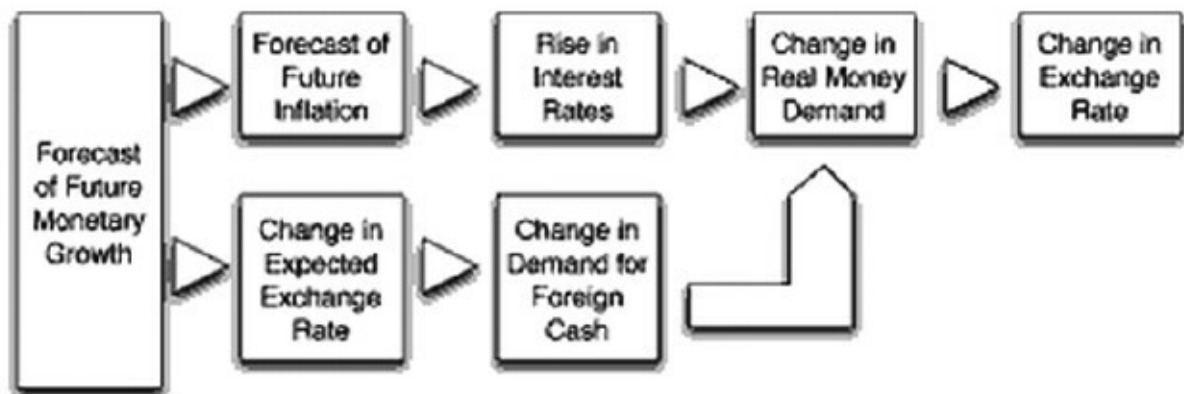 Forecast
of Future
Monetary
Growth
Forecast of
Future
Inflation
Rise in
Interest
Rates
Change in
Real Money
Demand
Change in
Exchange
Rate
Change in
Expected
Exchange
Rate
Change in
Demand for
Foreign
Cash